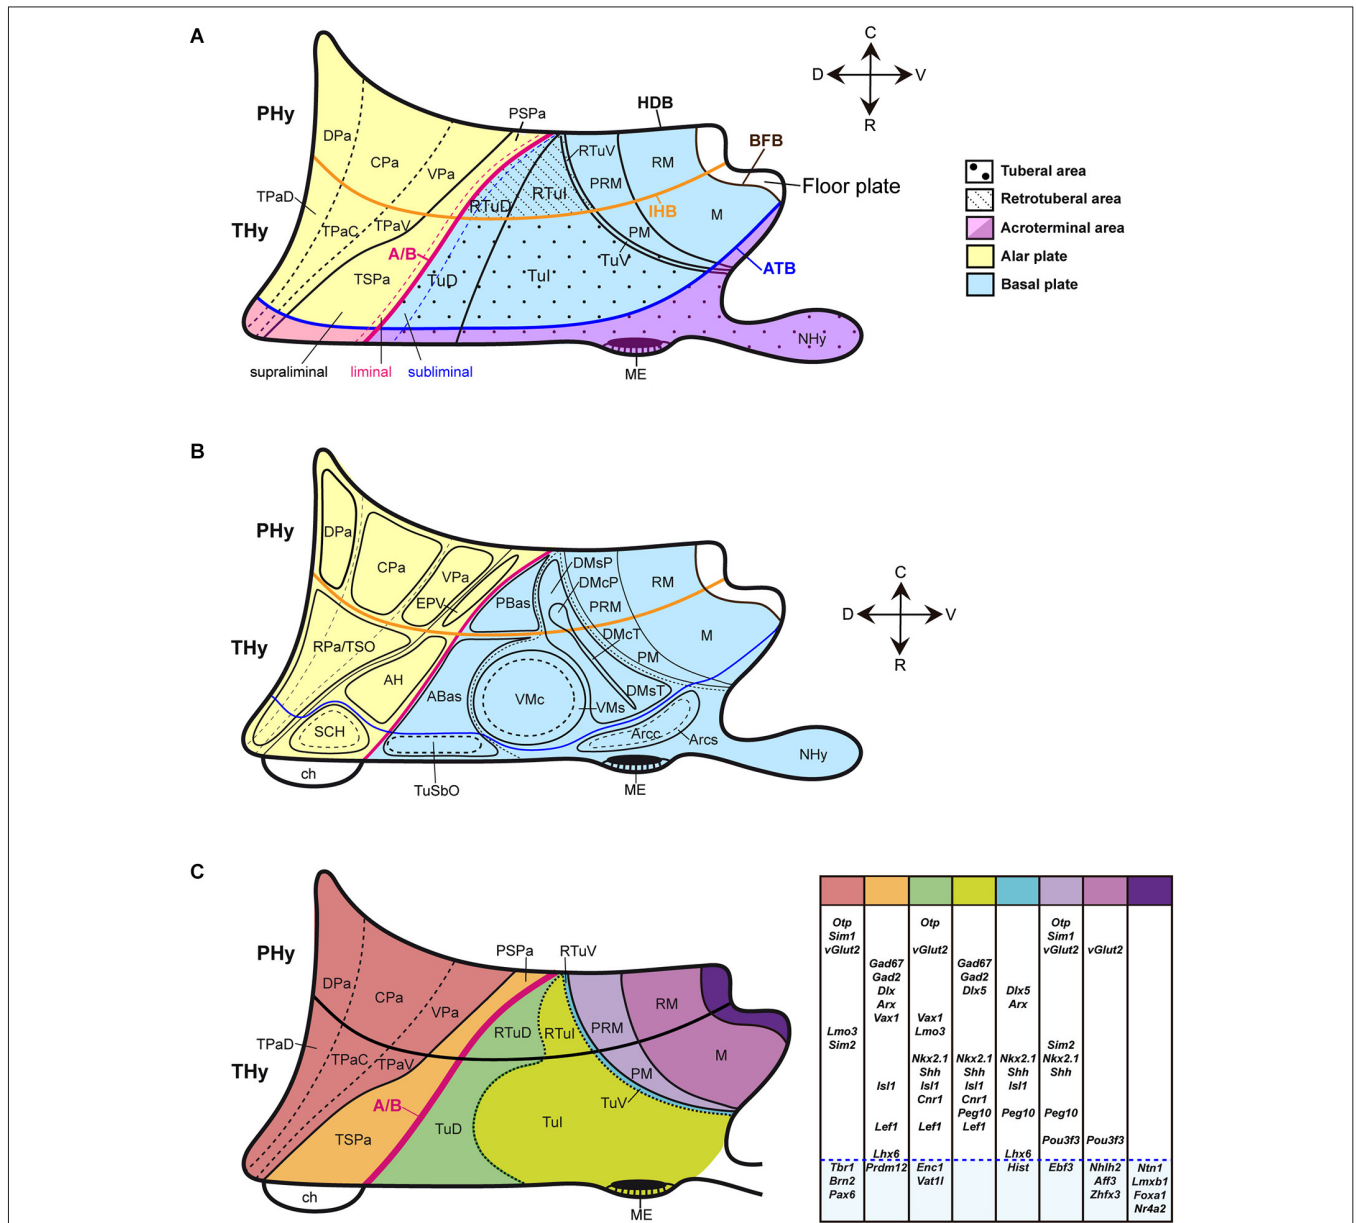 A
C
D
V
R
PHy
DPa
CPa
VPa
PSPa
HDB
BFB
RTuV
RM
PRM
RTuI
RTuD
IHB
M
Floor plate
TPaD
THy
TPaC
TPaV
A/B
TSPa
TuD
TuI
PM
TuV
ATB
NHy
supraliminal
liminal
subliminal
ME
Tuberal area
Retrotuberal area
Acroterminal area
Alar plate
Basal plate
B
C
D
V
R
PHy
DPa
CPa
VPa
EPV
PBas
DMsP
DMcP
PRM
RM
DMcT
PM
M
THy
RPa/TSO
AH
ABas
VMc
VMs
DMsT
SCH
Arcc
Arcs
NHy
ch
TuSbO
ME
C
PHy
DPa
CPa
VPa
PSPa
RTuV
RTuD
RTuI
PRM
RM
M
TPaD
THy
TPaC
TPaV
A/B
TSPa
TuD
TuI
PM
TuV
ch
ME
Otp Otp Otp
Sim1 Sim1
vGlut2 vGlut2 vGlut2 vGlut2
Gad67 Gad67
Gad2 Gad2
Dlx Dlx5 Dlx5
Arx Arx
Vax1 Vax1
Lmo3 Lmo3
Sim2 Sim2
Nkx2.1 Nkx2.1 Nkx2.1 Nkx2.1
Shh Shh Shh Shh
Isl1 Isl1 Isl1 Isl1
Cnr1 Cnr1
Peg10 Peg10 Peg10
Lef1 Lef1 Lef1
Pou3f3 Pou3f3
Lhx6 Lhx6
Tbr1 Prdm12 Enc1 Hist Ebf3 Nhlh2 Ntn1
Brn2 Vat1l Aff3 Lmxb1
Pax6 Zhfx3 Foxa1
Nr4a2